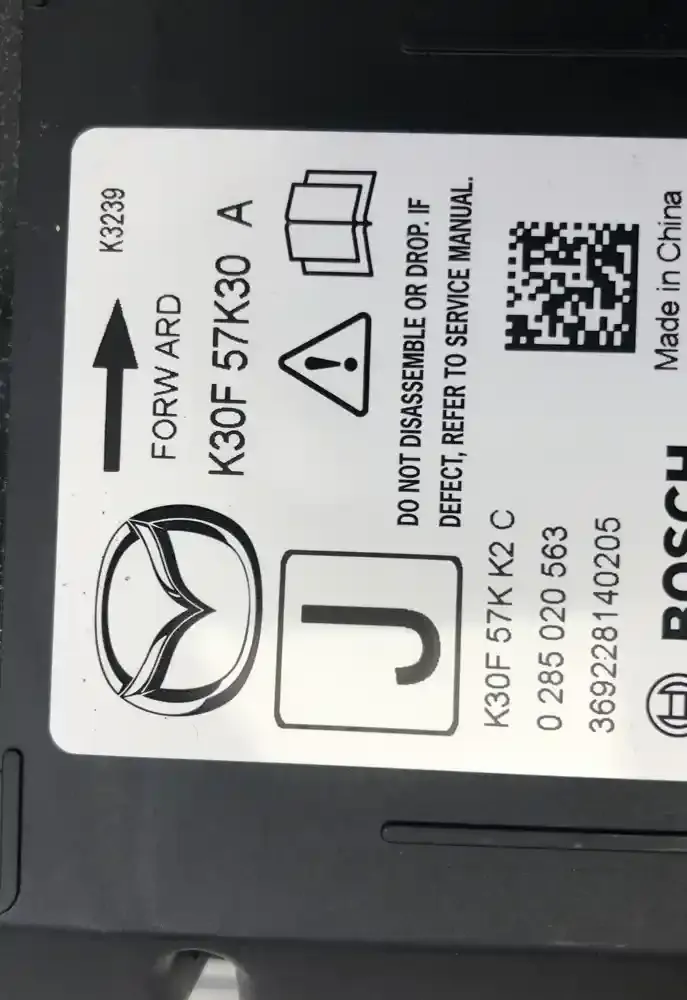 K3239
FORWARD
K30F 57K30 A
J
DO NOT DISASSEMBLE OR DROP. IF
DEFECT, REFER TO SERVICE MANUAL.
K30F 57K K2 C
0 285 020 563
369228140205
BOSCH
Made in China